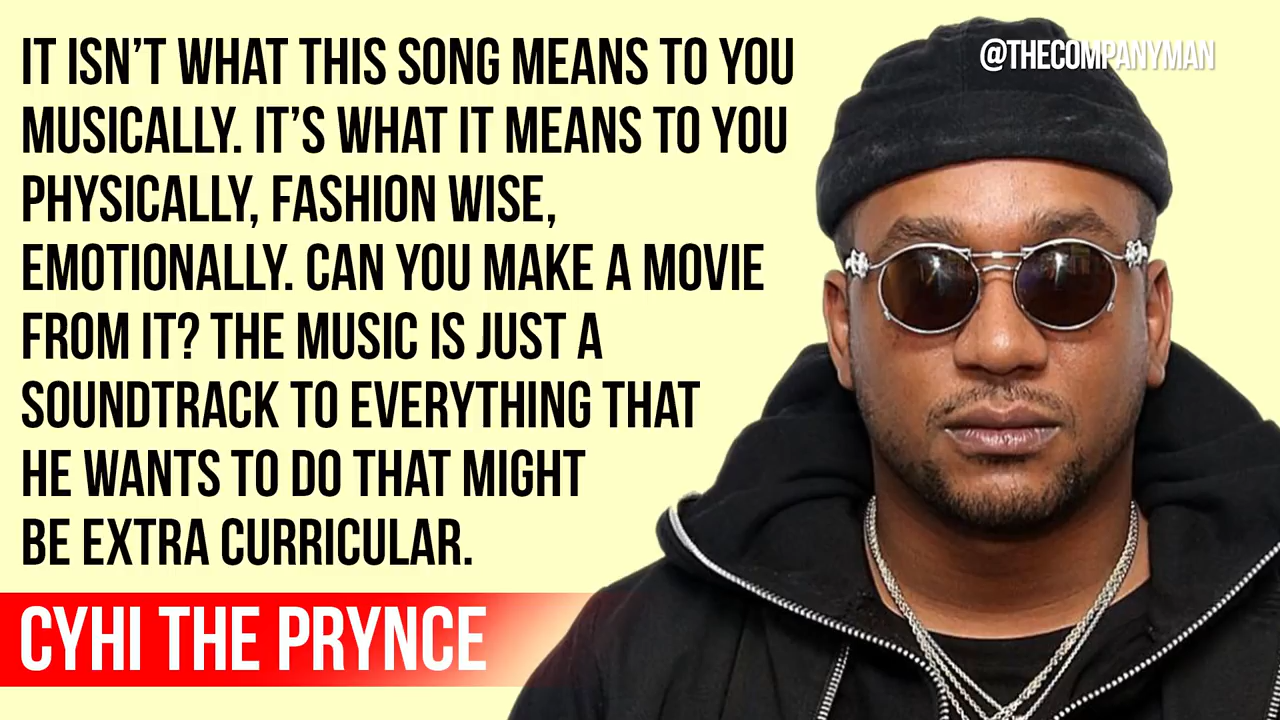 IT ISN’T WHAT THIS SONG MEANS TO YOU
MUSICALLY. IT’S WHAT IT MEANS TO YOU
PHYSICALLY, FASHION WISE,
EMOTIONALLY. CAN YOU MAKE A MOVIE
FROM IT? THE MUSIC IS JUST A
SOUNDTRACK TO EVERYTHING THAT
HE WANTS TO DO THAT MIGHT
BE EXTRA CURRICULAR.
CYHI THE PRYNCE
@THECOMPANYMAN